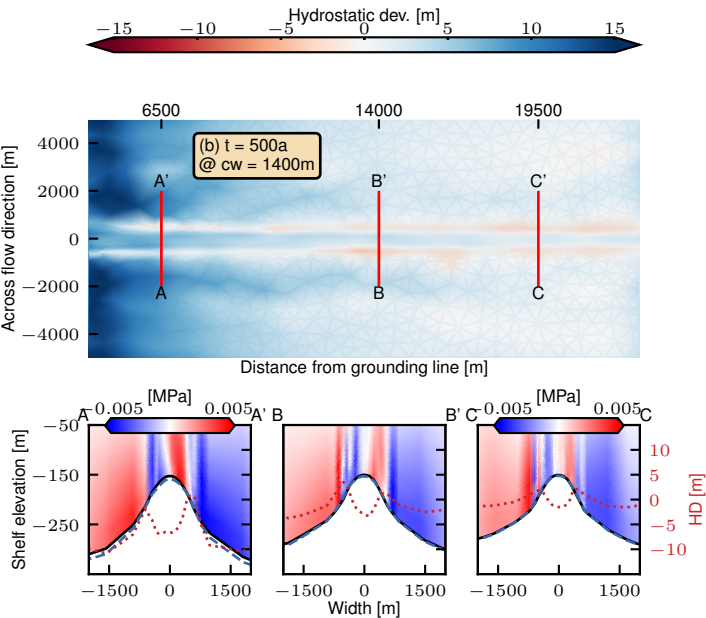 Hydrostatic dev. [m]
−15 −10 −5 0 5 10 15
6500 14000 19500
(b) t = 500a
@ cw = 1400m
A’ B’ C’
A B C
4000
2000
0
−2000
−4000
Across flow direction [m]
Distance from grounding line [m]
[MPa] [MPa]
−0.005 0.005 −0.005 0.005
A A’ B B’ C C
−50
−150
−250
Shelf elevation [m]
10
5
0
−5
−10
HD [m]
−1500 0 1500 −1500 0 1500 −1500 0 1500
Width [m]